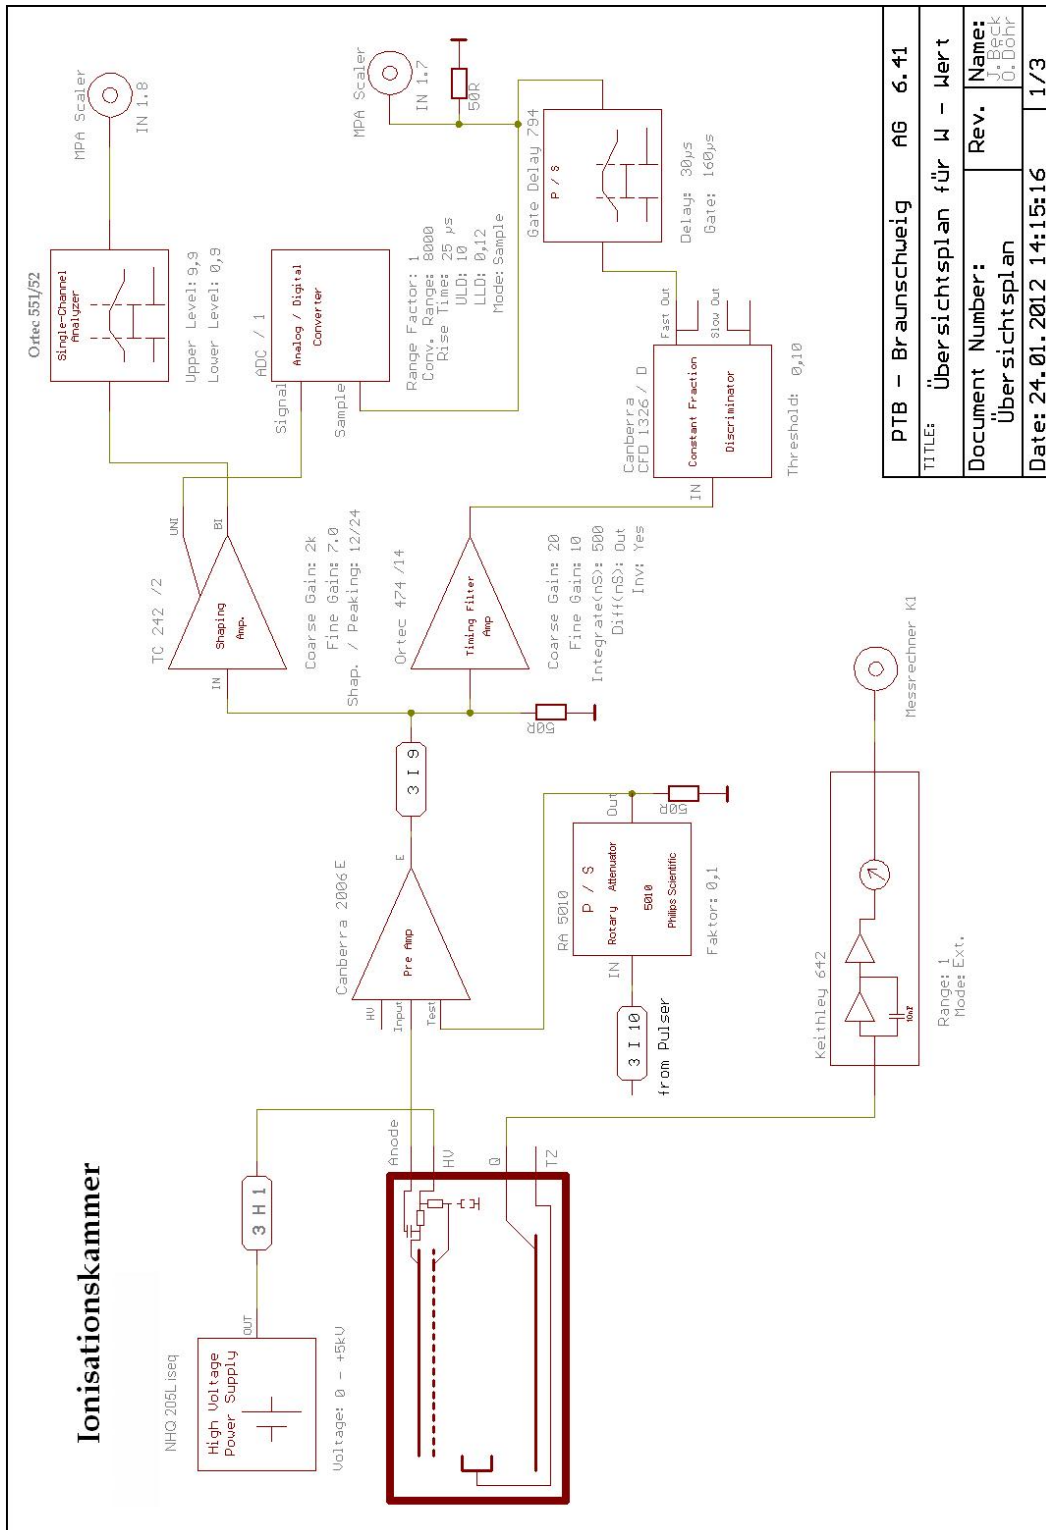 Ionisationskammer
NHQ 205L iseq
High Voltage
Power Supply
OUT
Voltage: 0 - +5kV
3 H 1
Anode
HV
Q
TZ
Canberra 2006 E
HV
Input
Test
Pre Amp
E
3 I 9
50R
from Pulser
3 I 10
IN
RA 5010
P / S
Rotary Attenuator
5010
Philips Scientific
Out
50R
Faktor: 0,1
Keithley 642
10nF
Range: 1
Mode: Ext.
Messrechner K1
TC 242 /2
IN
Shaping
Amp.
UNI
BI
Coarse Gain: 2k
Fine Gain: 7.0
Shap. / Peaking: 12/24
Ortec 474 /14
Timing Filter
Amp
Coarse Gain: 20
Fine Gain: 10
Integrate(nS): 500
Diff(nS): Out
Inv: Yes
Ortec 551/52
Single-Channel
Analyzer
Upper Level: 9,9
Lower Level: 0,9
MPA Scaler
IN 1.8
ADC / 1
Signal
Sample
Analog / Digital
Converter
Range Factor: 1
Conv. Range: 8000
Rise Time: 25 µs
ULD: 10
LLD: 0,12
Mode: Sample
MPA Scaler
IN 1.7
50R
Gate Delay 794
P / S
Delay: 30µs
Gate: 160µs
Canberra
CFD 1326 / D
IN
Constant Fraction
Discriminator
Fast Out
Slow Out
Threshold: 0,10
PTB - Braunschweig AG 6.41
TITLE: Übersichtsplan für W - Wert
Document Number:
Übersichtsplan
Rev.
Name:
J. Beck
O. Döhr
Date: 24.01.2012 14:15:16
1/3